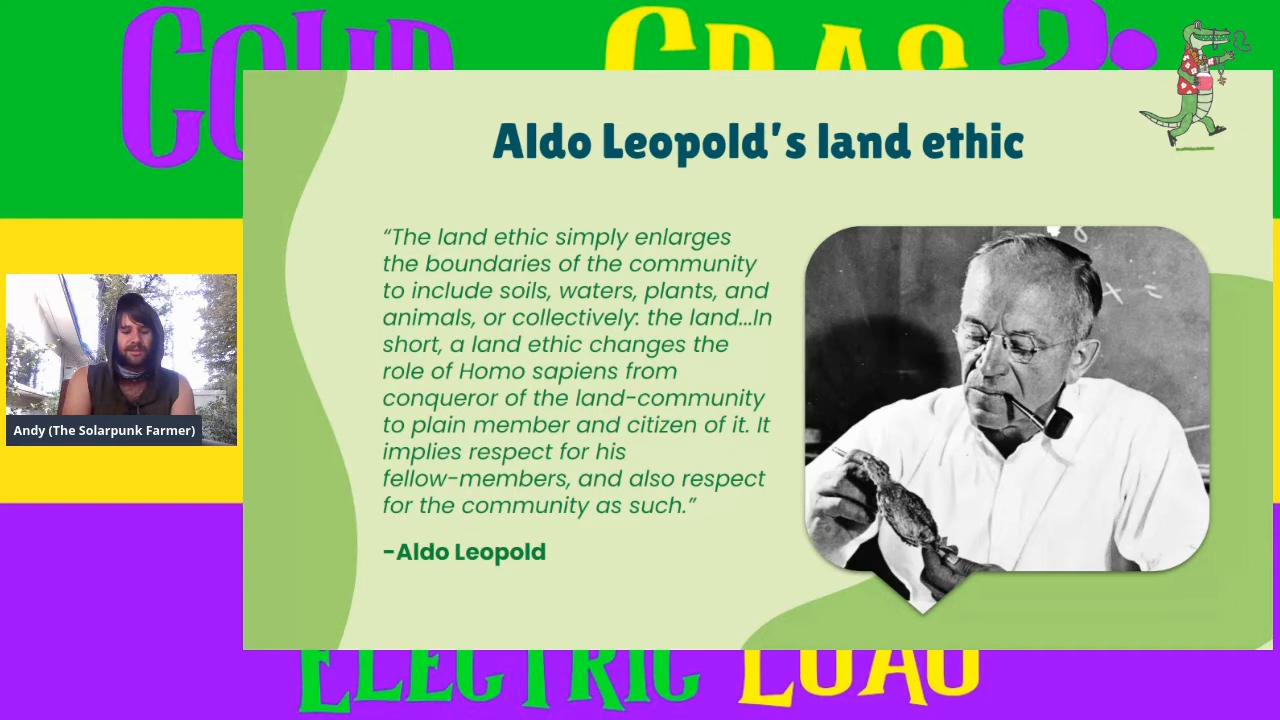 Aldo Leopold's land ethic
“The land ethic simply enlarges
the boundaries of the community
to include soils, waters, plants, and
animals, or collectively: the land...In
short, a land ethic changes the
role of Homo sapiens from
conqueror of the land-community
to plain member and citizen of it. It
implies respect for his
fellow-members, and also respect
for the community as such.”
-Aldo Leopold
Andy (The Solarpunk Farmer)
ELECTRIC